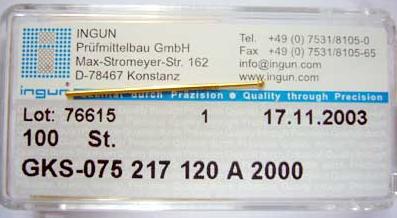 INGUN
Prüfmittelbau GmbH
Max-Stromeyer-Str. 162
D-78467 Konstanz
Tel. +49 (0) 7531/8105-0
Fax +49 (0) 7531/8105-65
info@ingun.com
www.ingun.com
ingun
durch Präzision • Quality through Precision
Lot: 76615 1 17.11.2003
100 St.
GKS-075 217 120 A 2000